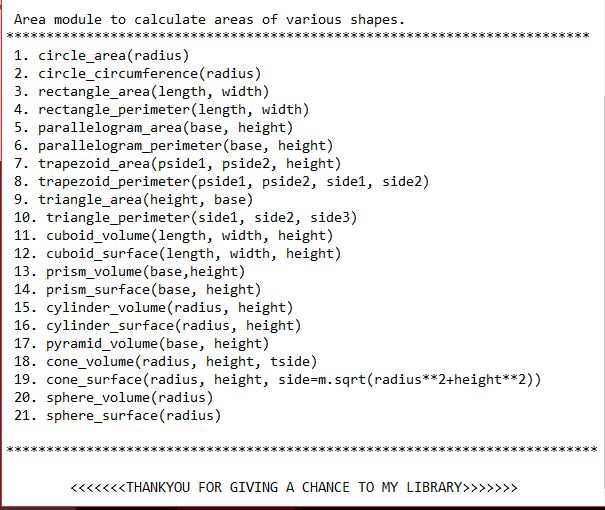 Area module to calculate areas of various shapes.
*************************************************************************
1. circle_area(radius)
2. circle_circumference(radius)
3. rectangle_area(length, width)
4. rectangle_perimeter(length, width)
5. parallelogram_area(base, height)
6. parallelogram_perimeter(base, height)
7. trapezoid_area(pside1, pside2, height)
8. trapezoid_perimeter(pside1, pside2, side1, side2)
9. triangle_area(height, base)
10. triangle_perimeter(side1, side2, side3)
11. cuboid_volume(length, width, height)
12. cuboid_surface(length, width, height)
13. prism_volume(base,height)
14. prism_surface(base, height)
15. cylinder_volume(radius, height)
16. cylinder_surface(radius, height)
17. pyramid_volume(base, height)
18. cone_volume(radius, height, tside)
19. cone_surface(radius, height, side=m.sqrt(radius**2+height**2))
20. sphere_volume(radius)
21. sphere_surface(radius)
**************************************************************************
<<<<<<<THANKYOU FOR GIVING A CHANCE TO MY LIBRARY>>>>>>>